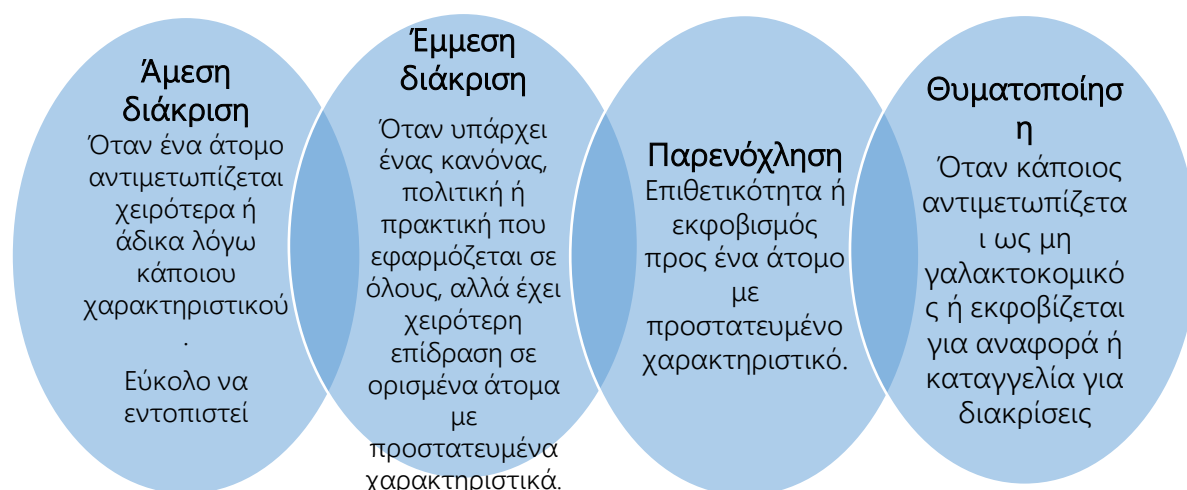 Άμεση
διάκριση
Όταν ένα άτομο
αντιμετωπίζεται
χειρότερα ή
άδικα λόγω
κάποιου
χαρακτηριστικού
.
Εύκολο να
εντοπιστεί
Έμμεση
διάκριση
Όταν υπάρχει
ένας κανόνας,
πολιτική ή
πρακτική που
εφαρμόζεται σε
όλους, αλλά έχει
χειρότερη
επίδραση σε
ορισμένα άτομα
με
προστατευμένα
χαρακτηριστικά.
Παρενόχληση
Επιθετικότητα ή
εκφοβισμός
προς ένα άτομο
με
προστατευμένο
χαρακτηριστικό.
Θυματοποίησ
η
Όταν κάποιος
αντιμετωπίζετα
ι ως μη
γαλακτοκομικό
ς ή εκφοβίζεται
για αναφορά ή
καταγγελία για
διακρίσεις